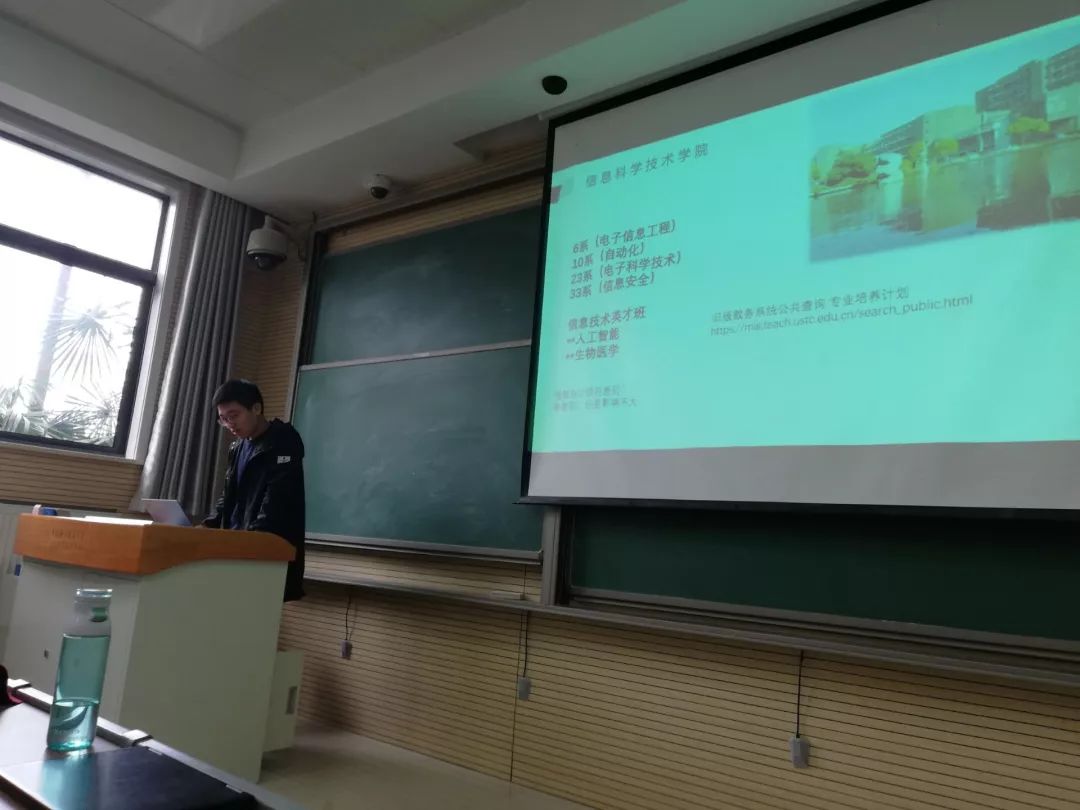 信息科学技术学院
6系（电子信息工程）
10系（自动化）
23系（电子科学技术）
33系（信息安全）
信息技术英才班
人工智能
生物医学
旧版教务系统公共查询 专业培养计划
https://mis.teach.ustc.edu.cn/search_public.html